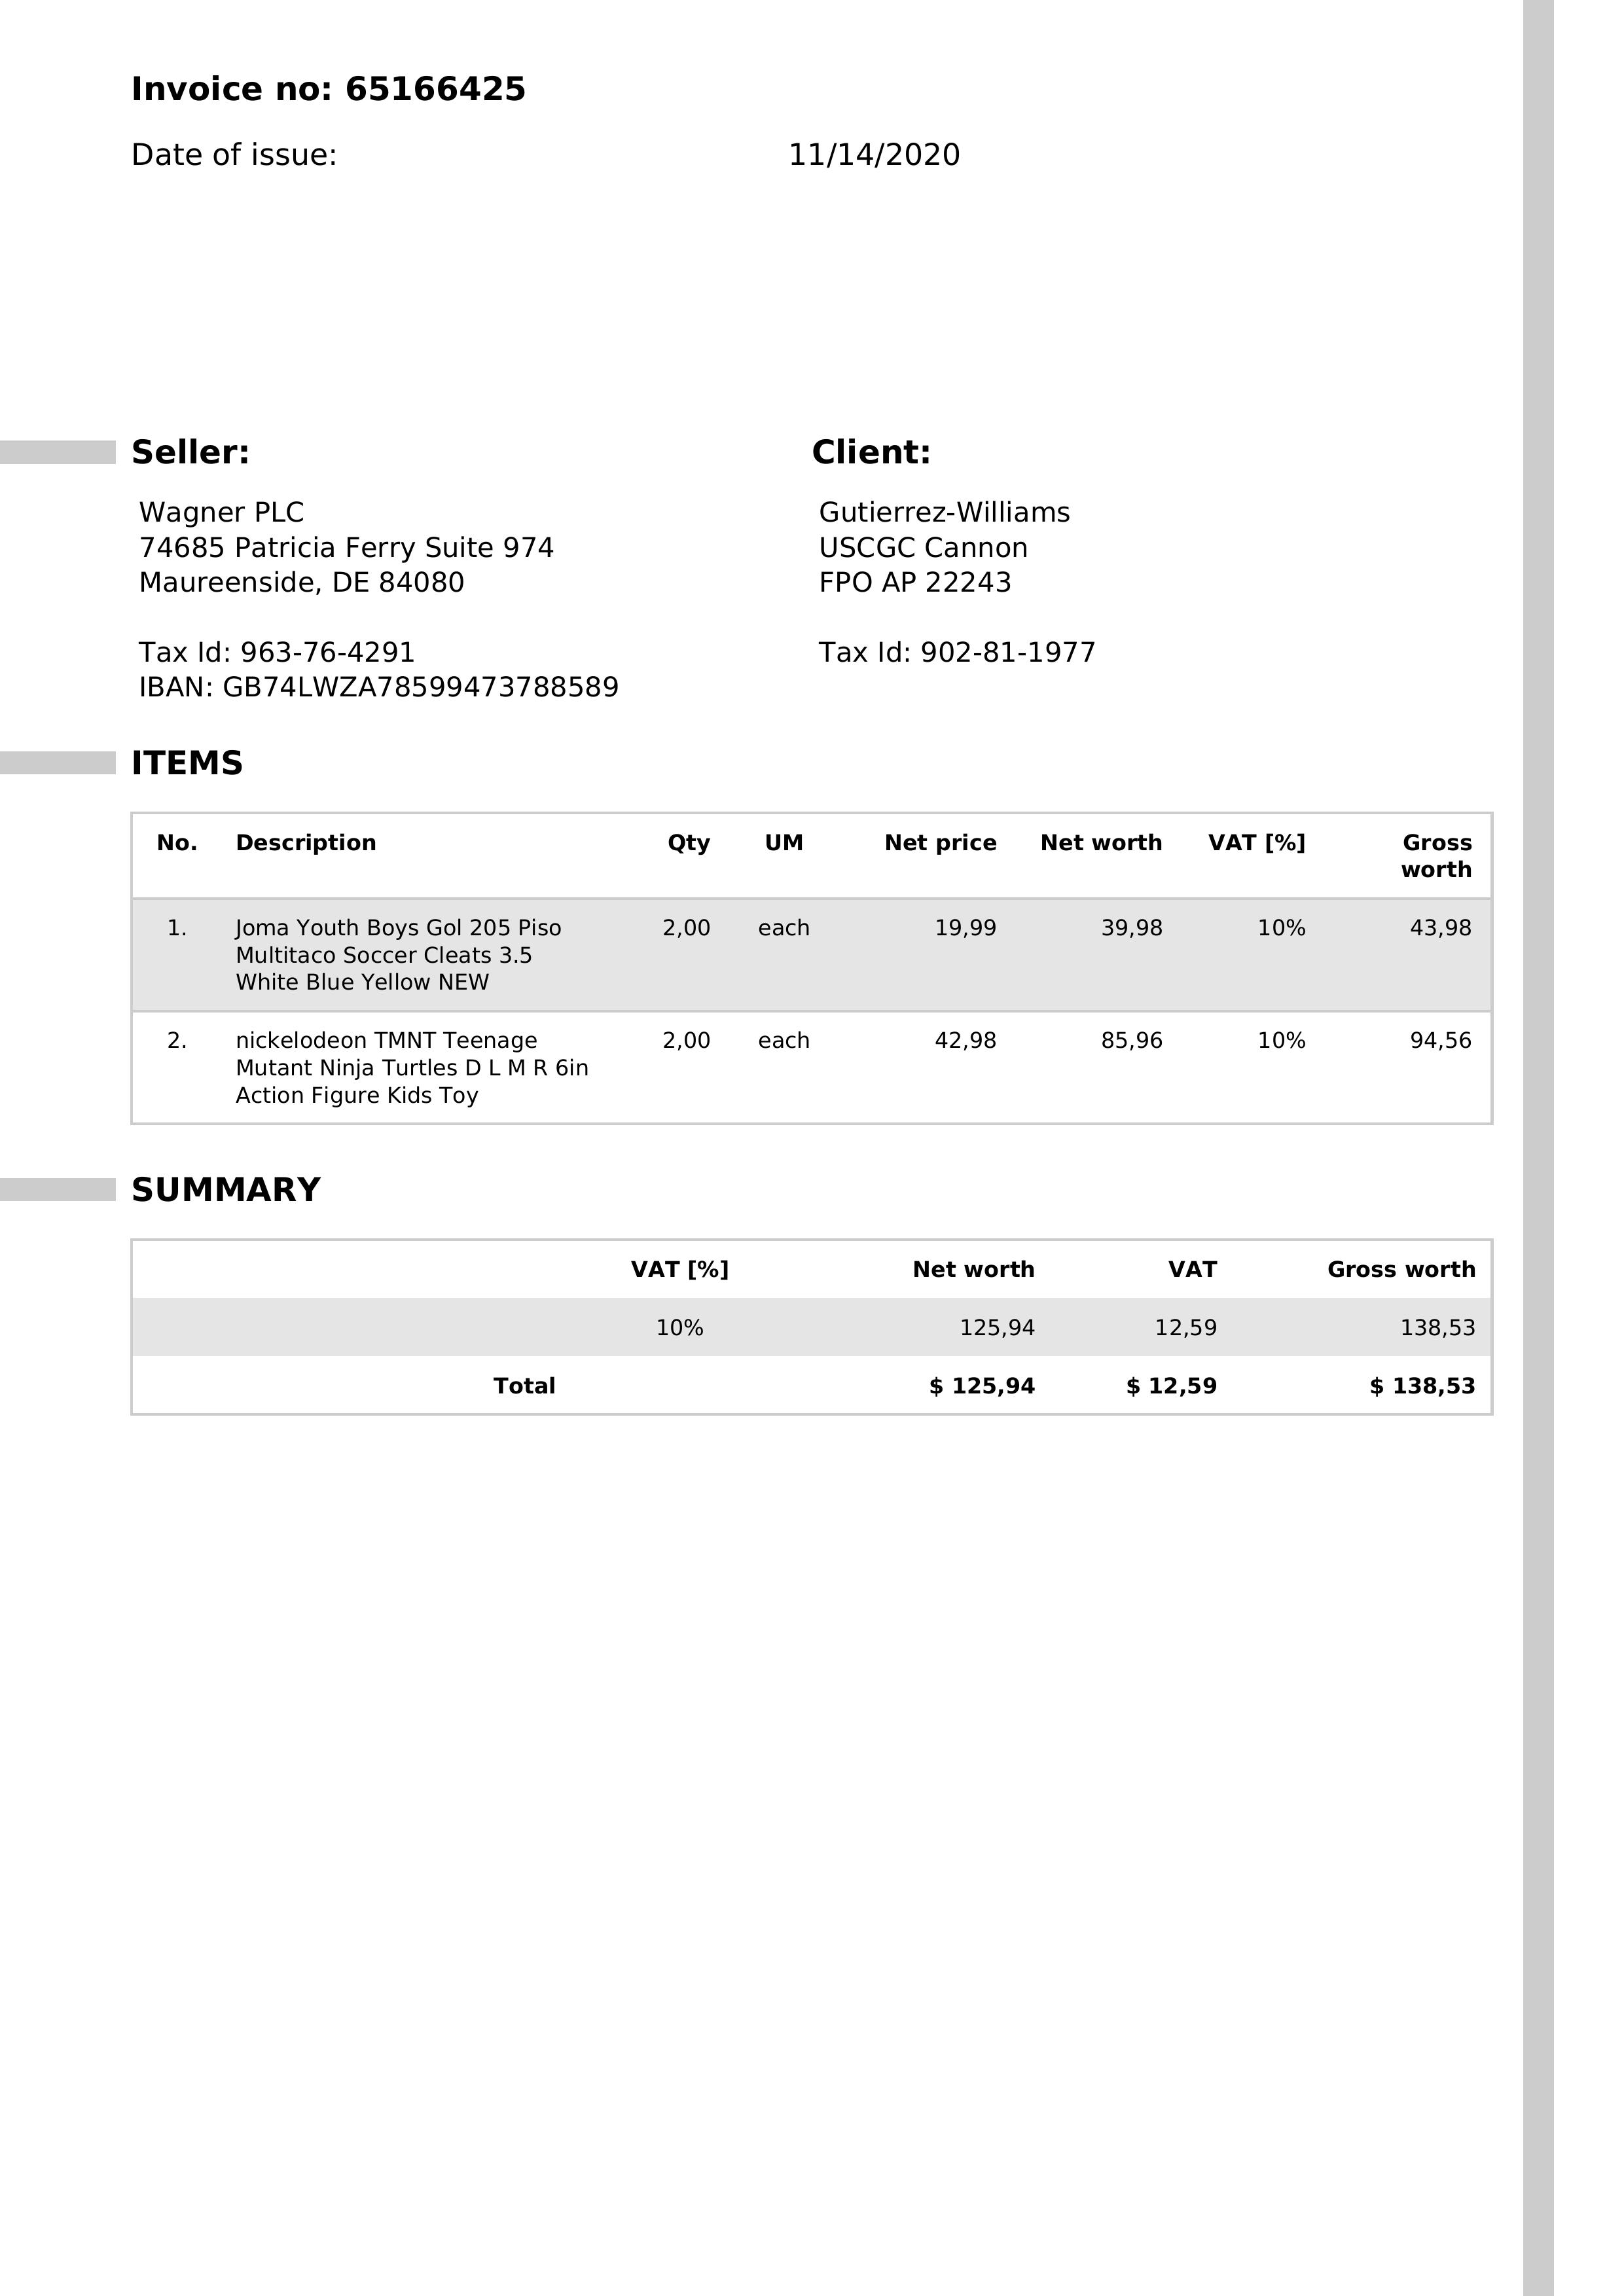 Invoice no: 65166425
Date of issue: 11/14/2020
Seller: Client:
Wagner PLC Gutierrez-Williams
74685 Patricia Ferry Suite 974 USCGC Cannon
Maureenside, DE 84080 FPO AP 22243
Tax Id: 963-76-4291 Tax Id: 902-81-1977
IBAN: GB74LWZA78599473788589
ITEMS
No. Description Qty UM Net price Net worth VAT [%] Gross
worth
1. Joma Youth Boys Gol 205 Piso 2,00 each 19,99 39,98 10% 43,98
Multitaco Soccer Cleats 3.5
White Blue Yellow NEW
2. nickelodeon TMNT Teenage 2,00 each 42,98 85,96 10% 94,56
Mutant Ninja Turtles D L M R 6in
Action Figure Kids Toy
SUMMARY
VAT [%] Net worth VAT Gross worth
10% 125,94 12,59 138,53
Total $ 125,94 $ 12,59 $ 138,53